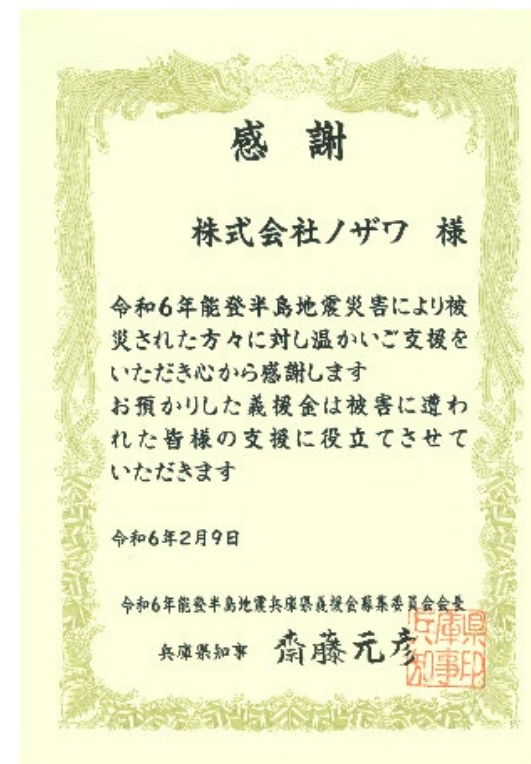 感謝
株式会社ノザワ 様
令和6年能登半島地震災害により被
災された方々に対し温かいご支援を
いただき心から感謝します
お預かりした義援金は被害に遭わ
れた皆様の支援に役立てさせて
いただきます
令和6年2月9日
令和6年能登半島地震兵庫県義援金募集委員会会長
兵庫県知事 齋藤元彦
兵庫県
知事印